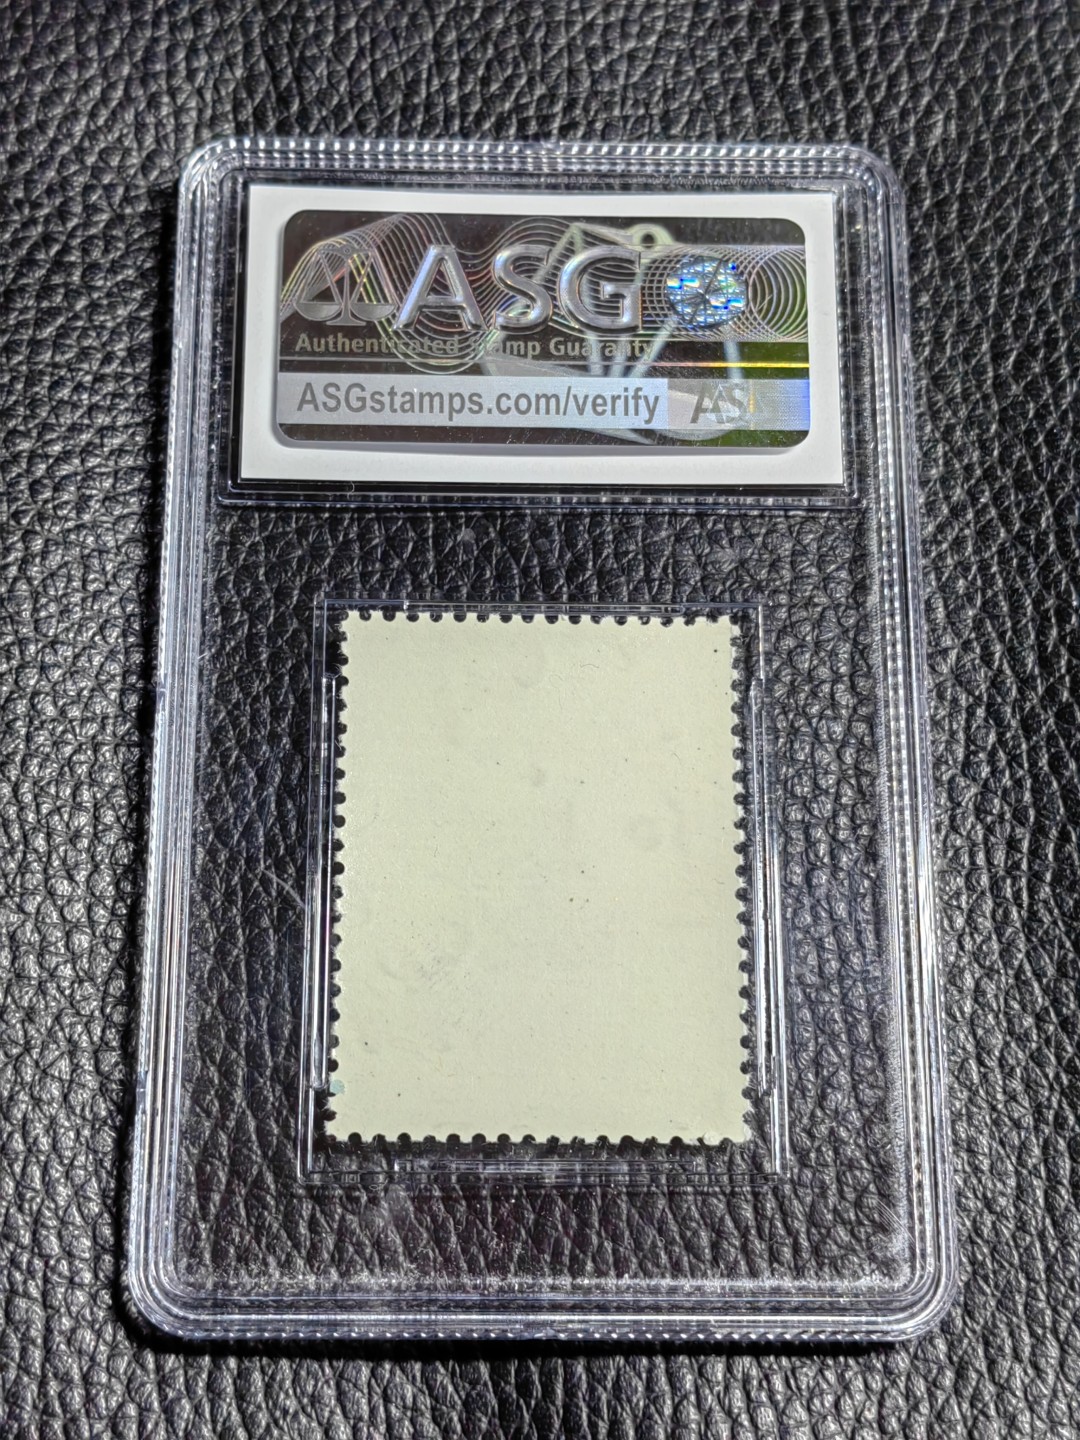 ASG
Authenticated Stamp Guaranty
ASGstamps.com/verify